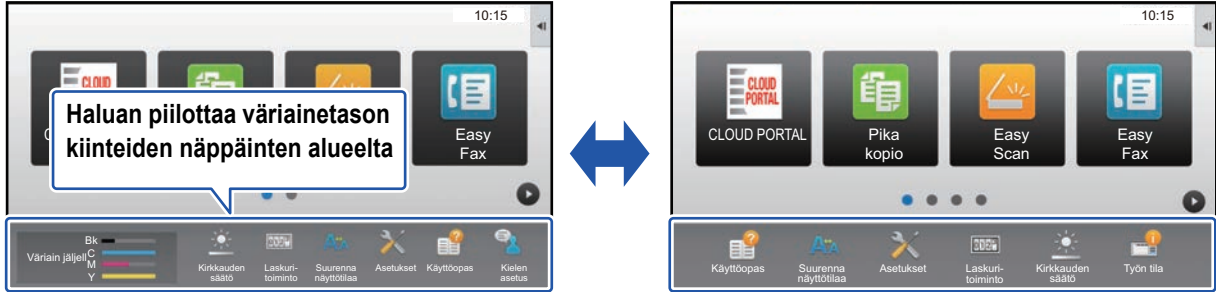 10:15
CLOUD
Haluan piilottaa väriainetason
kiinteiden näppäinten alueelta
C
Easy
Fax
Väriain jäljell
Bk
C
M
Y
Kirkkauden
säätö
Laskuri-
toiminto
Suurenna
näyttötilaa
Asetukset
Käyttöopas
Kielen
asetus
10:15
CLOUD
PORTAL
CLOUD PORTAL
Pika
kopio
Easy
Scan
Easy
Fax
Käyttöopas
Suurenna
näyttötilaa
Asetukset
Laskuri-
toiminto
Kirkkauden
säätö
Työn tila